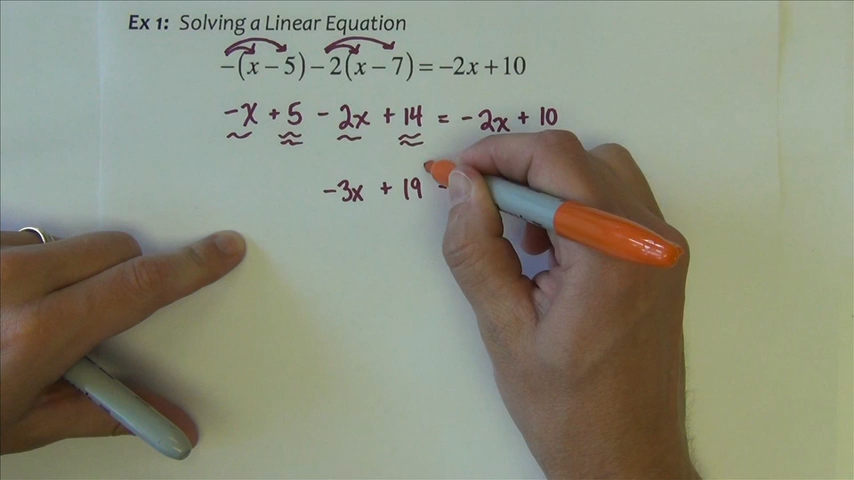 Ex 1: Solving a Linear Equation
-(x-5)-2(x-7)=-2x+10
-x + 5 - 2x + 14 = - 2x + 10
-3x + 19